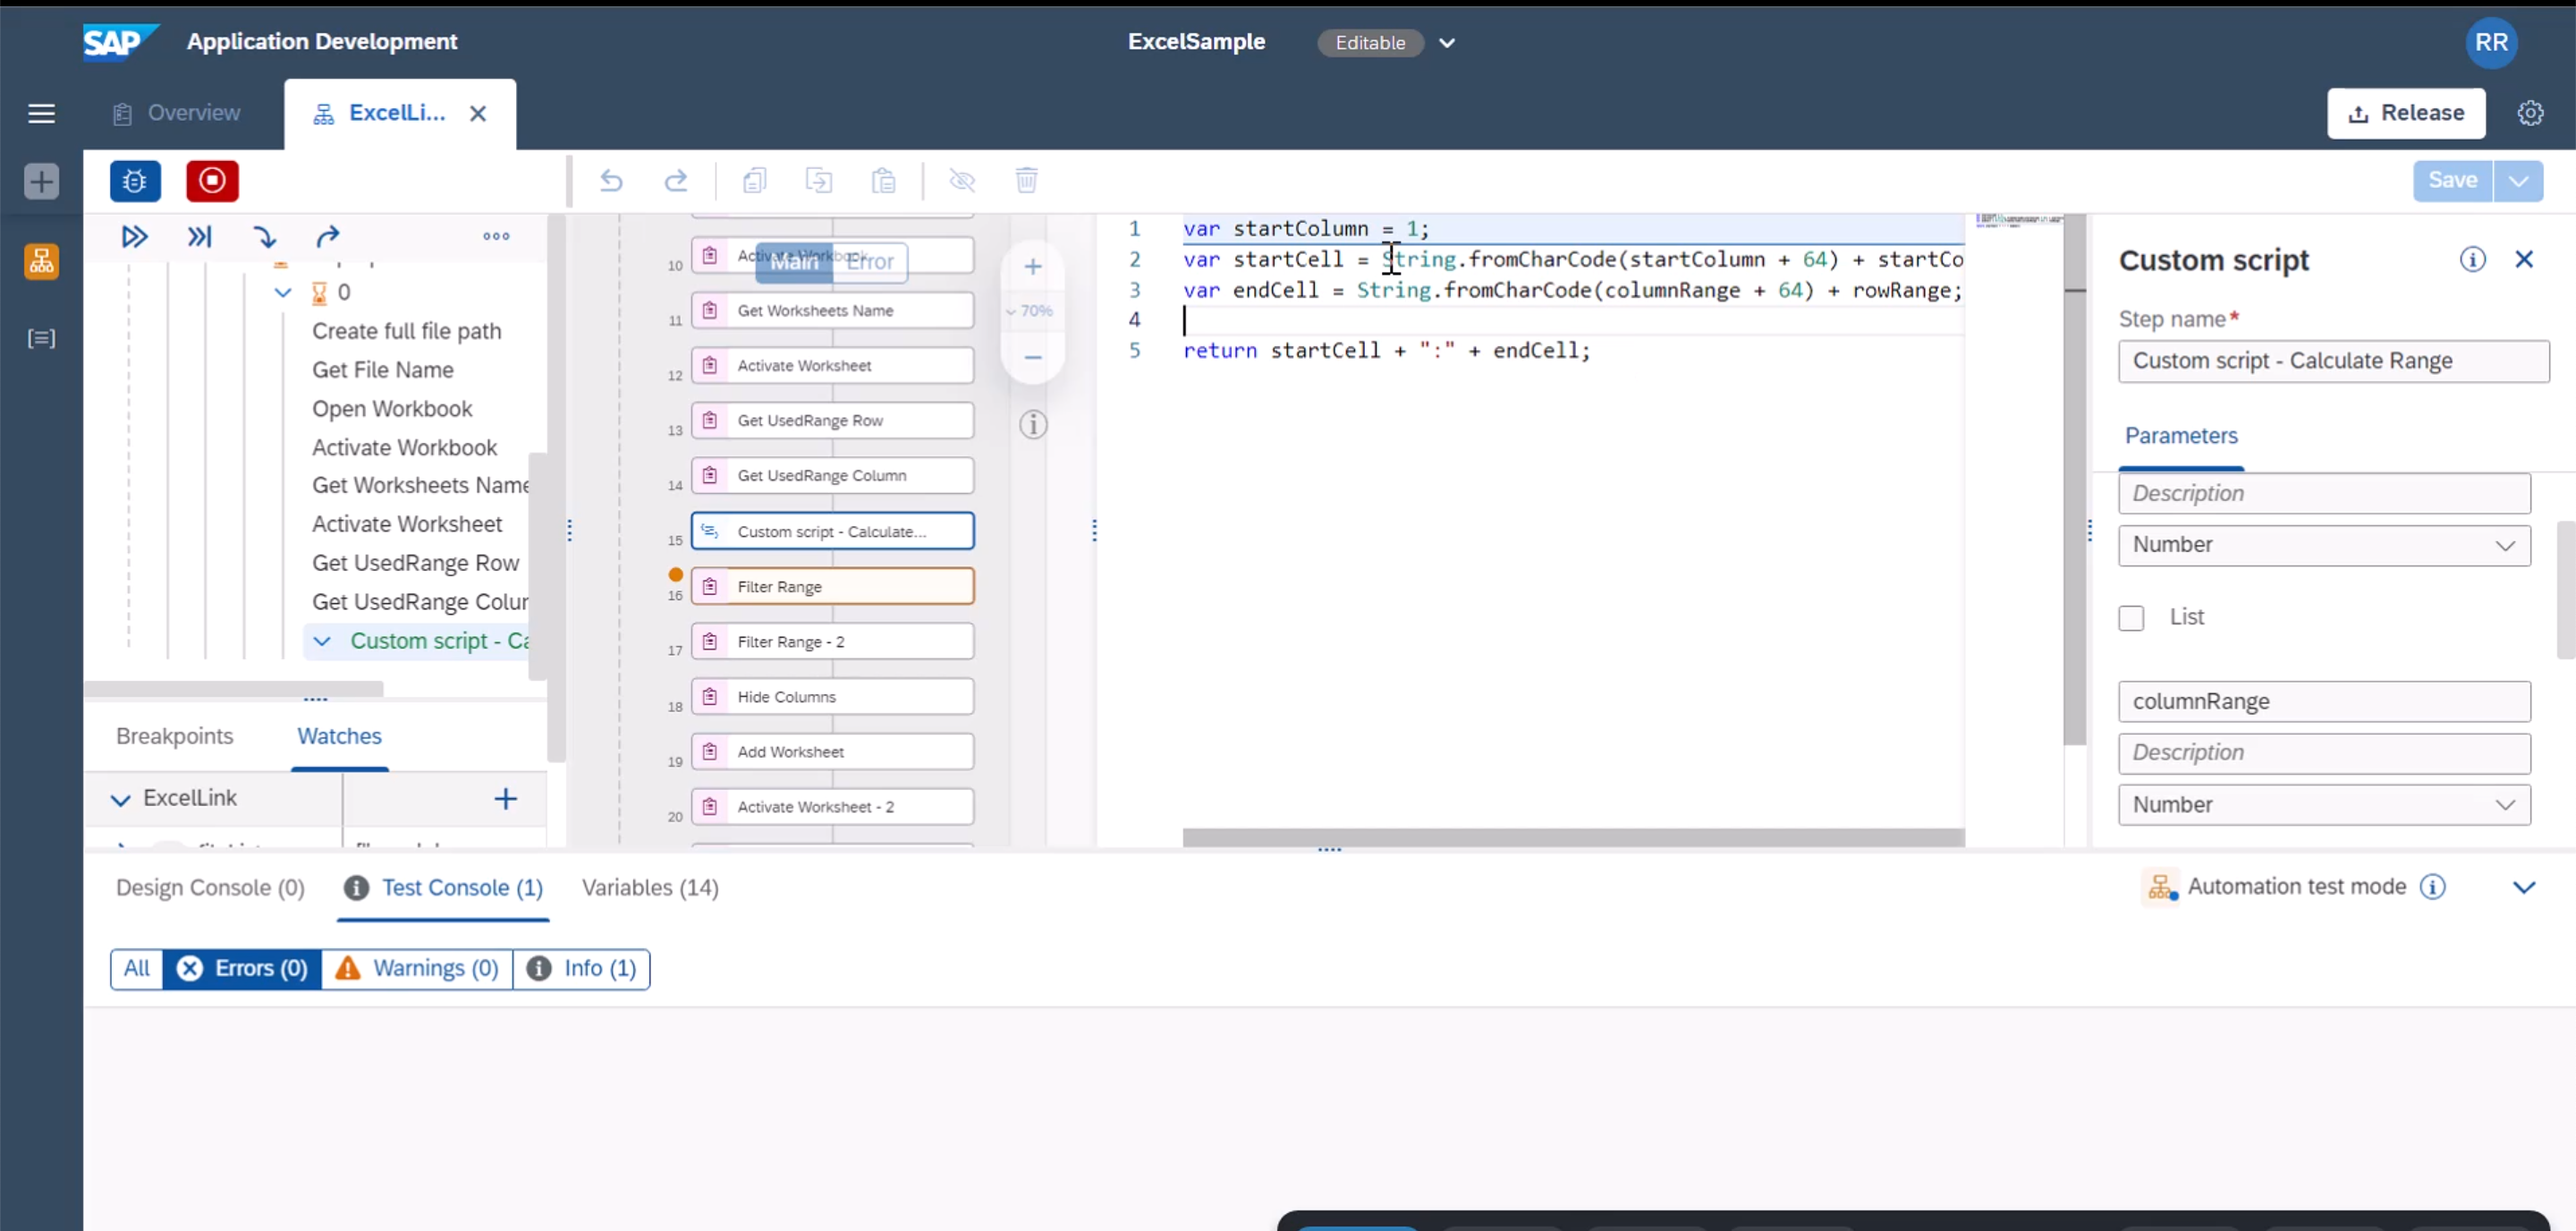 SAP Application Development
ExcelSample
Editable
RR
Overview
ExcelLi...
Release
Save
0
Create full file path
Get File Name
Open Workbook
Activate Workbook
Get Worksheets Name
Activate Worksheet
Get UsedRange Row
Get UsedRange Colur
Custom script - Ca
Breakpoints
Watches
ExcelLink
10
Activate Workbook
Main
Error
11
Get Worksheets Name
12
Activate Worksheet
13
Get UsedRange Row
14
Get UsedRange Column
15
Custom script - Calculate...
16
Filter Range
17
Filter Range - 2
18
Hide Columns
19
Add Worksheet
20
Activate Worksheet - 2
70%
1 var startColumn = 1;
2 var startCell = String.fromCharCode(startColumn + 64) + startCo
3 var endCell = String.fromCharCode(columnRange + 64) + rowRange;
4
5 return startCell + ":" + endCell;
Custom script
Step name*
Custom script - Calculate Range
Parameters
Description
Number
List
columnRange
Description
Number
Design Console (0)
Test Console (1)
Variables (14)
Automation test mode
All
Errors (0)
Warnings (0)
Info (1)